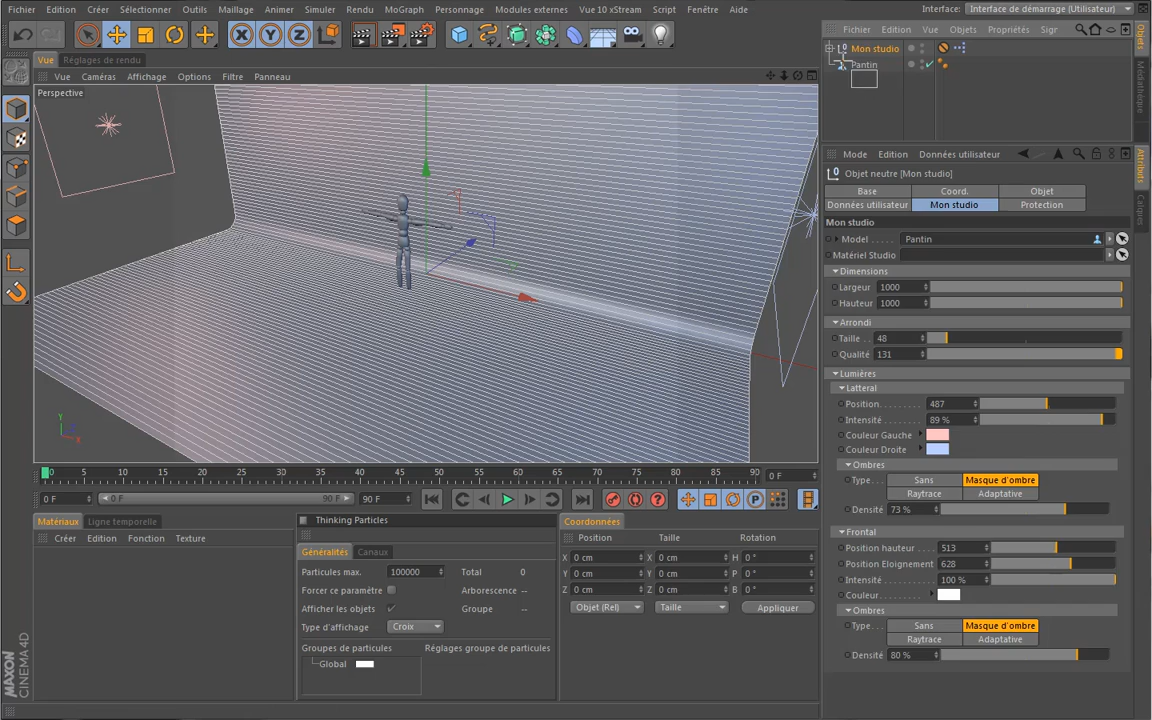 Fichier Edition Créer Sélectionner Outils Maillage Animer Simuler Rendu MoGraph Personnage Modules externes Vue 10 xStream Script Fenêtre Aide Interface: Interface de démarrage (Utilisateur)
Fichier Edition Vue Objets Propriétés Sigr
Vue Réglages de rendu
Vue Caméras Affichage Options Filtre Panneau
Perspective
Mon studio
Pantin
Objets
Médiathèque
Mode Edition Données utilisateur
Attributs
Calques
Objet neutre [Mon studio]
Base Coord. Objet
Données utilisateur Mon studio Protection
Mon studio
Model Pantin
Matériel Studio
Dimensions
Largeur 1000
Hauteur 1000
Arrondi
Taille 48
Qualité 131
Lumières
Latteral
Position 487
Intensité 89 %
Couleur Gauche
Couleur Droite
Ombres
Type Sans Masque d'ombre
Raytrace Adaptative
Densité 73 %
Frontal
Position hauteur 513
Position Eloignement 628
Intensité 100 %
Couleur
Ombres
Type Sans Masque d'ombre
Raytrace Adaptative
Densité 80 %
Y
X
0 5 10 15 20 25 30 35 40 45 50 55 60 65 70 75 80 85 90 0 F
0 F 0 F 90 F 90 F
Matériaux Ligne temporelle
Créer Edition Fonction Texture
Thinking Particles
Généralités Canaux
Particules max. 100000 Total 0
Forcer ce paramètre Arborescence --
Afficher les objets Groupe --
Type d'affichage Croix
Groupes de particules Réglages groupe de particules
Global
Coordonnées
Position Taille Rotation
X 0 cm X 0 cm H 0 °
Y 0 cm Y 0 cm P 0 °
Z 0 cm Z 0 cm B 0 °
Objet (Rel) Taille Appliquer
MAXON
CINEMA 4D